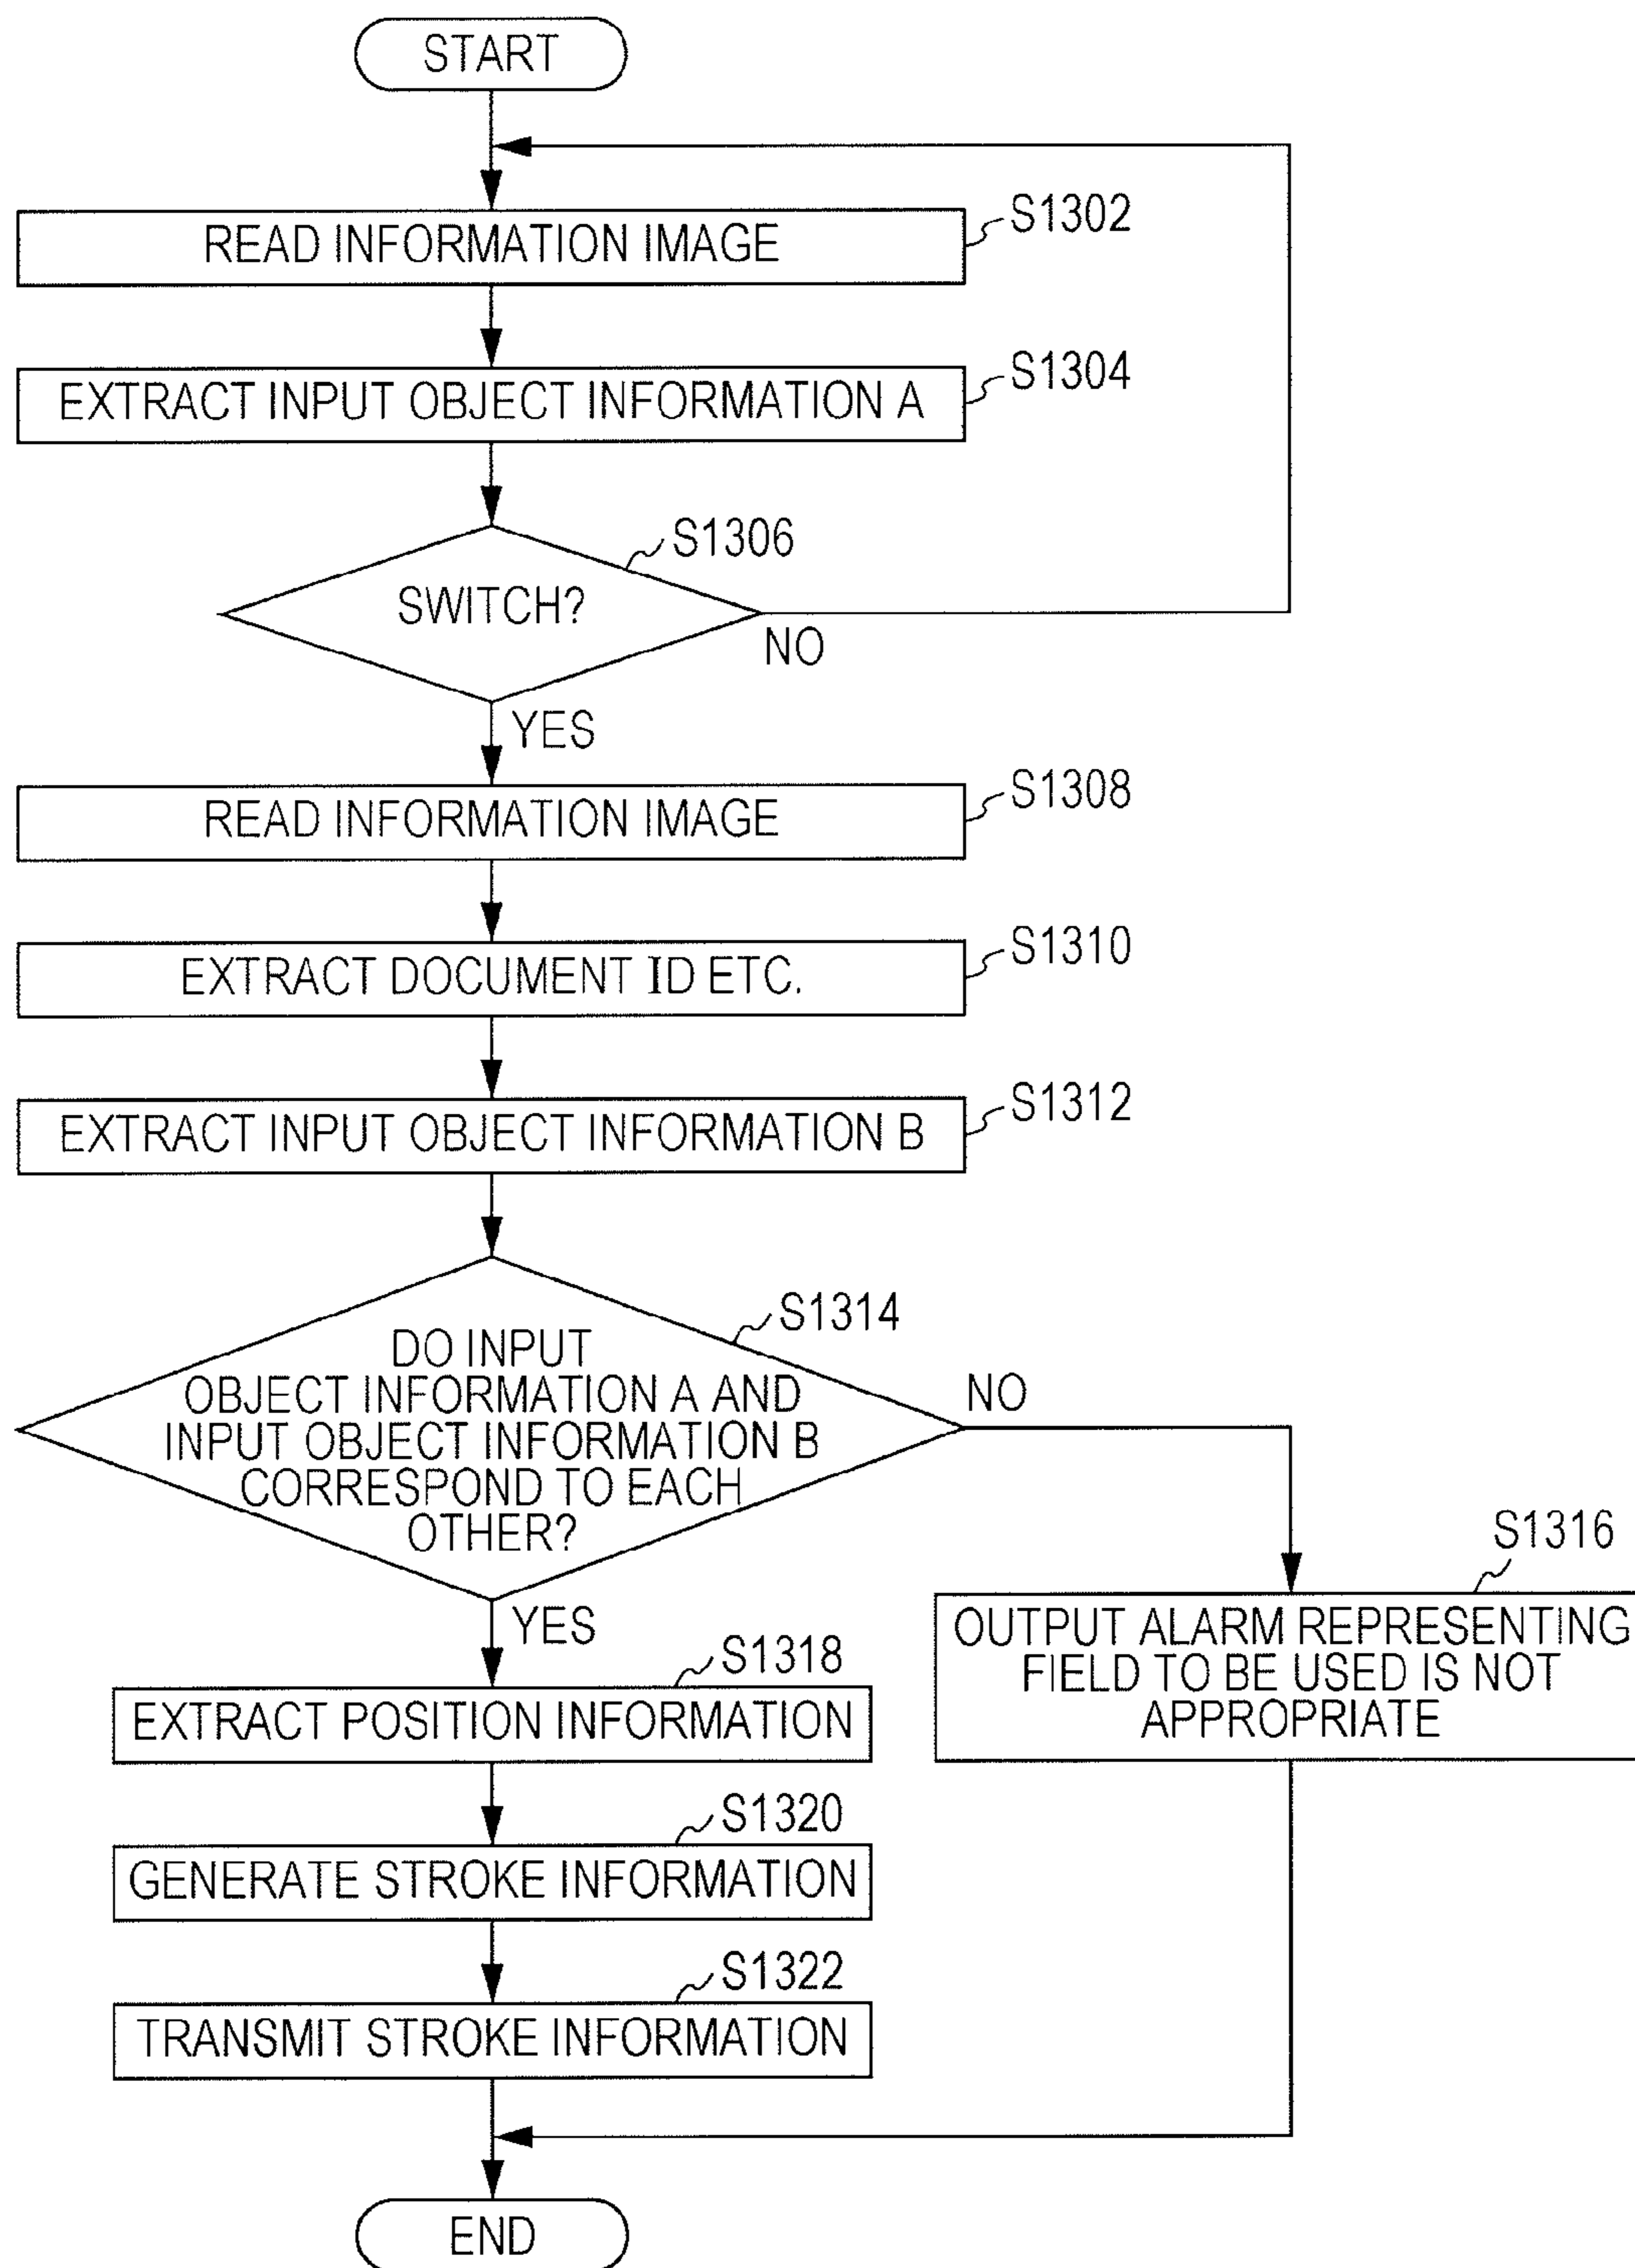 START
READ INFORMATION IMAGE
S1302
EXTRACT INPUT OBJECT INFORMATION A
S1304
SWITCH?
S1306
NO
YES
READ INFORMATION IMAGE
S1308
EXTRACT DOCUMENT ID ETC.
S1310
EXTRACT INPUT OBJECT INFORMATION B
S1312
DO INPUT
OBJECT INFORMATION A AND
INPUT OBJECT INFORMATION B
CORRESPOND TO EACH
OTHER?
S1314
NO
YES
S1316
OUTPUT ALARM REPRESENTING
FIELD TO BE USED IS NOT
APPROPRIATE
S1318
EXTRACT POSITION INFORMATION
S1320
GENERATE STROKE INFORMATION
S1322
TRANSMIT STROKE INFORMATION
END